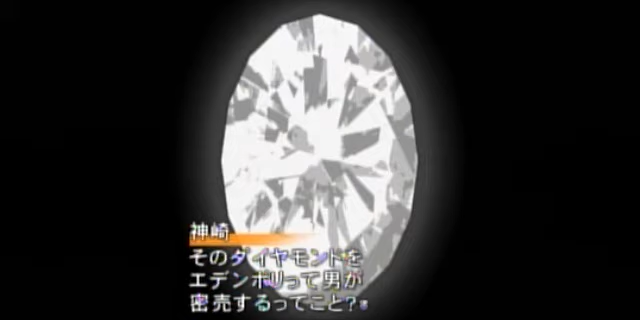 神崎
そのダイヤモンドを
エデンボリって男が
密売するってこと?